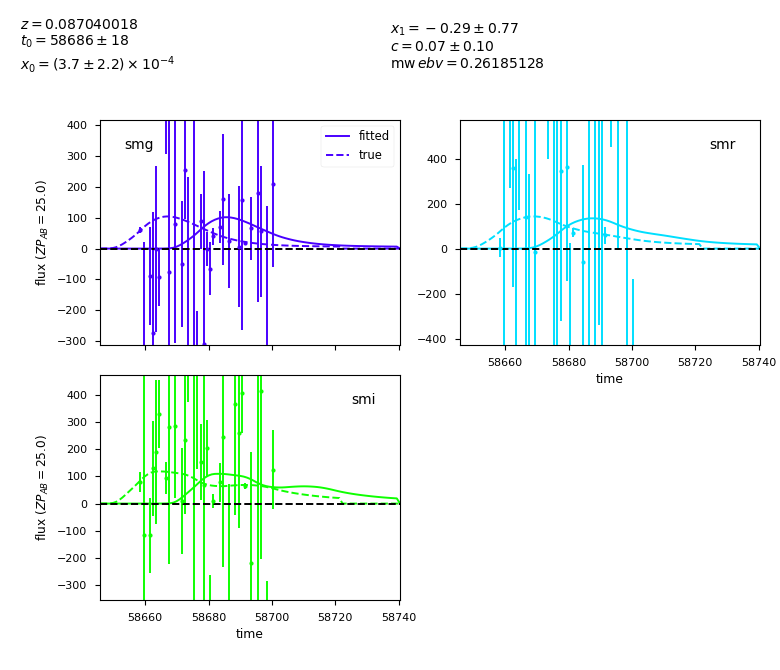 z = 0.087040018
t₀ = 58686 ± 18
x₀ = (3.7 ± 2.2) × 10⁻⁴
x₁ = −0.29 ± 0.77
c = 0.07 ± 0.10
mw ebv = 0.26185128
smg
fitted
true
400
300
200
100
0
−100
−200
−300
flux (ZP_AB = 25.0)
smr
400
200
0
−200
−400
58660 58680 58700 58720 58740
time
smi
400
300
200
100
0
−100
−200
−300
flux (ZP_AB = 25.0)
58660 58680 58700 58720 58740
time